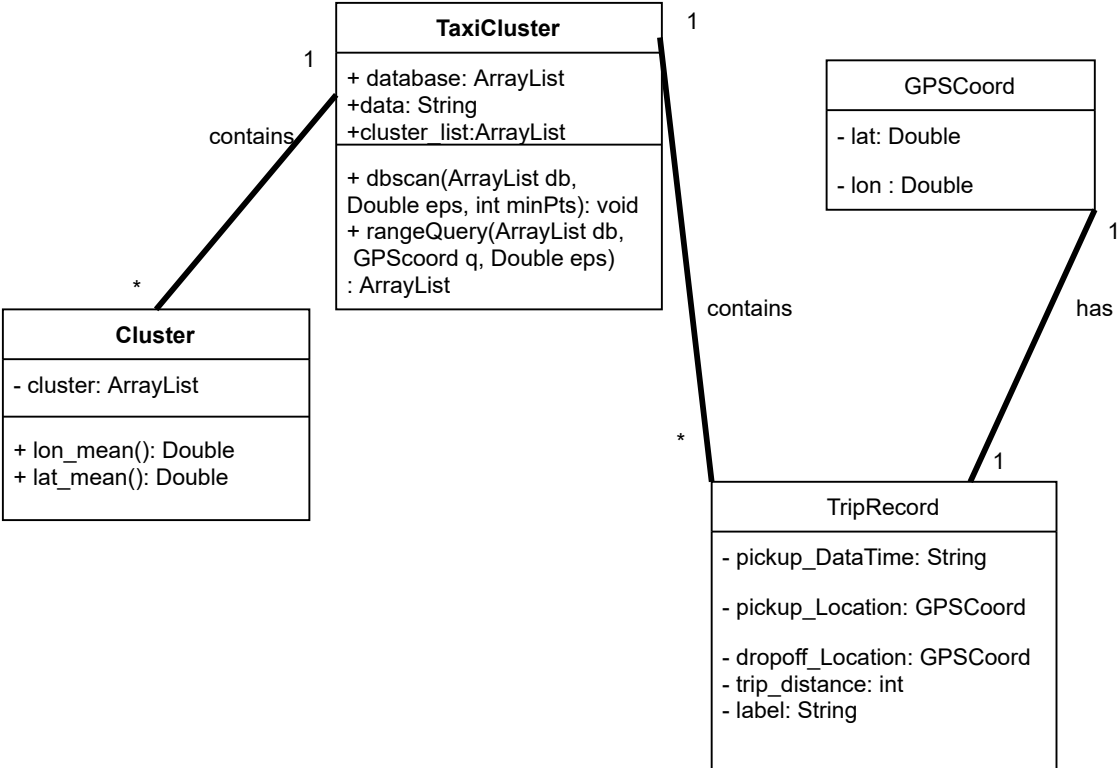 TaxiCluster
+ database: ArrayList
+data: String
+cluster_list:ArrayList
+ dbscan(ArrayList db,
Double eps, int minPts): void
+ rangeQuery(ArrayList db,
GPScoord q, Double eps)
: ArrayList
1
contains
*
Cluster
- cluster: ArrayList
+ lon_mean(): Double
+ lat_mean(): Double
1
contains
*
GPSCoord
- lat: Double
- lon : Double
1
has
1
TripRecord
- pickup_DataTime: String
- pickup_Location: GPSCoord
- dropoff_Location: GPSCoord
- trip_distance: int
- label: String